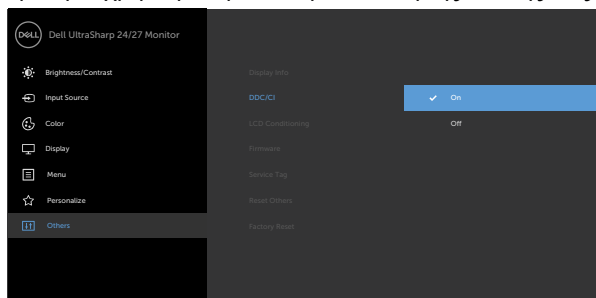 DELL
Dell UltraSharp 24/27 Monitor
Brightness/Contrast
Input Source
Color
Display
Menu
Personalize
Others
Display Info
DDC/CI
LCD Conditioning
Firmware
Service Tag
Reset Others
Factory Reset
On
Off